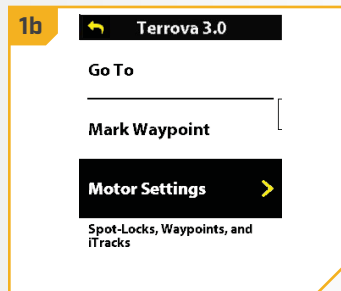 1b
Terrova 3.0
Go To
Mark Waypoint
Motor Settings
Spot-Locks, Waypoints, and
iTracks